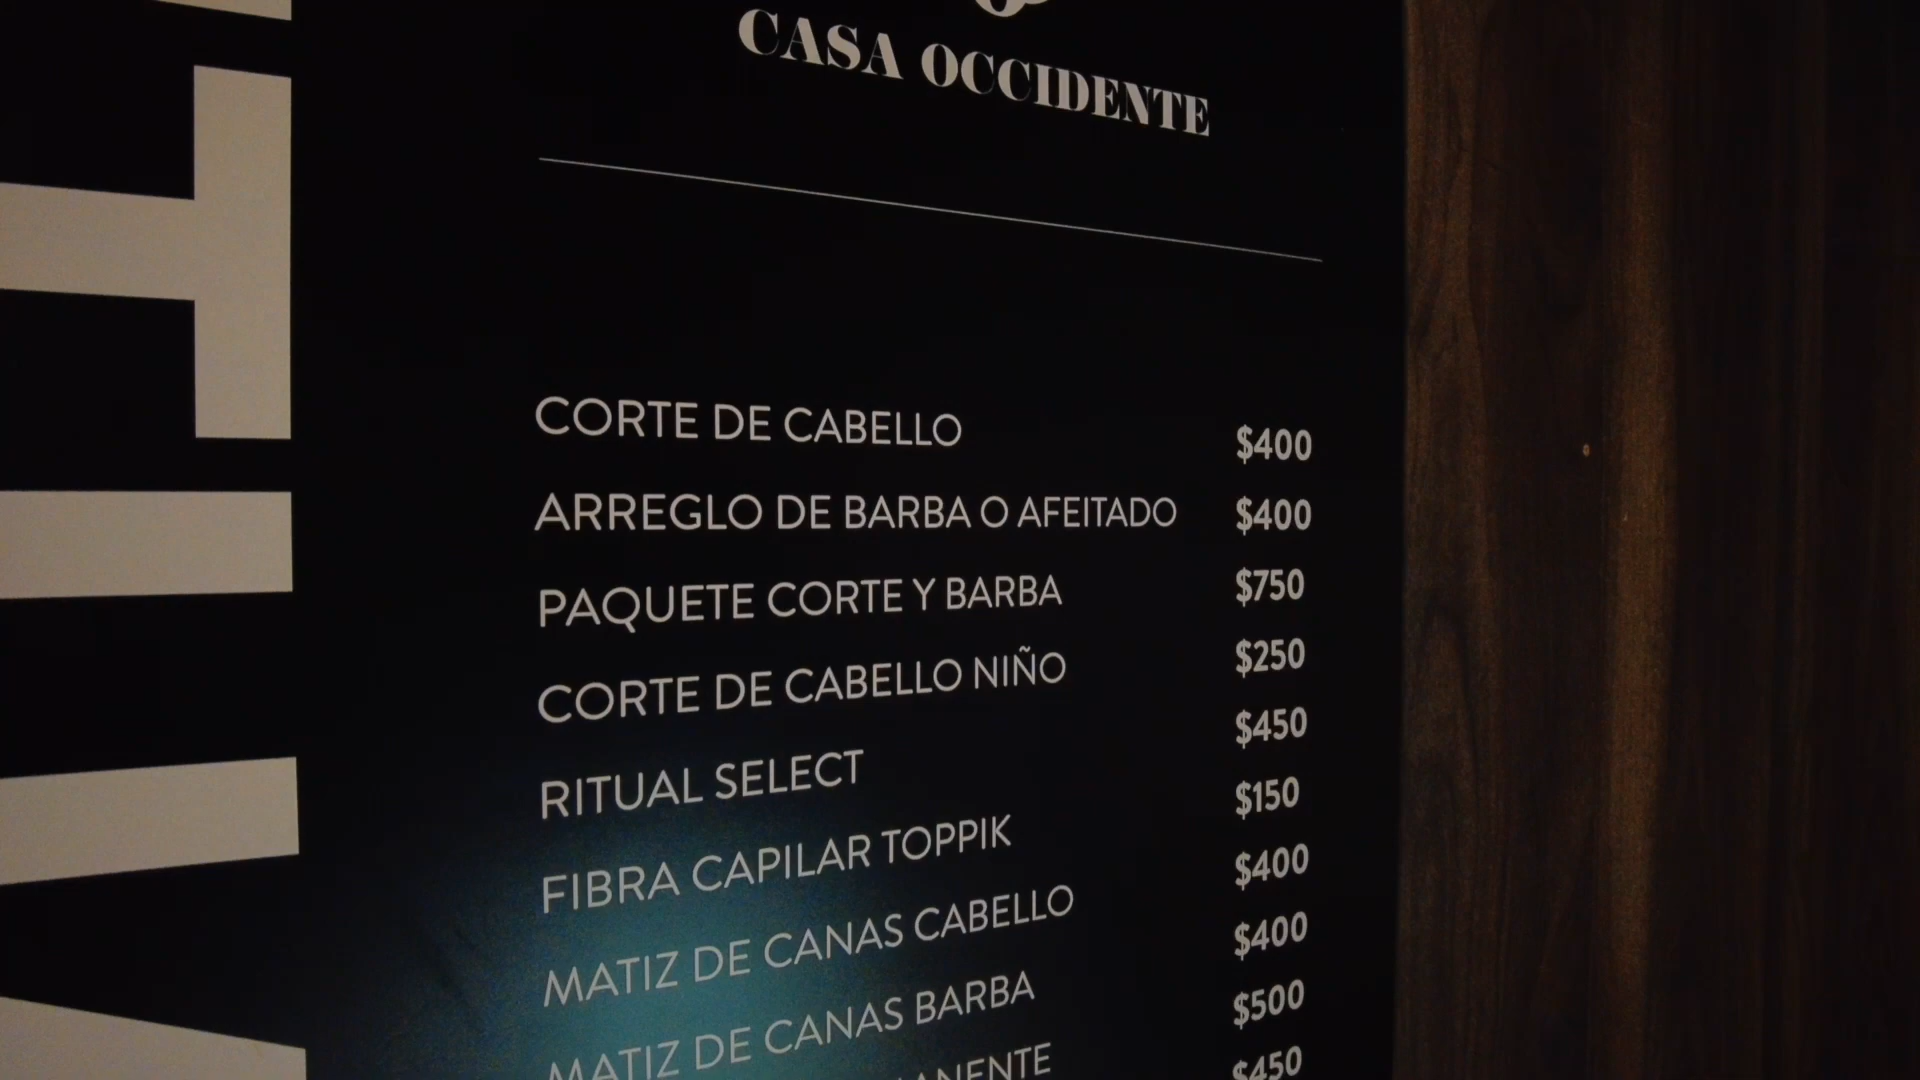 CASA OCCIDENTE
CORTE DE CABELLO $400
ARREGLO DE BARBA O AFEITADO $400
PAQUETE CORTE Y BARBA $750
CORTE DE CABELLO NIÑO $250
RITUAL SELECT $450
FIBRA CAPILAR TOPPIK $150
MATIZ DE CANAS CABELLO $400
MATIZ DE CANAS BARBA $400
$500
$450